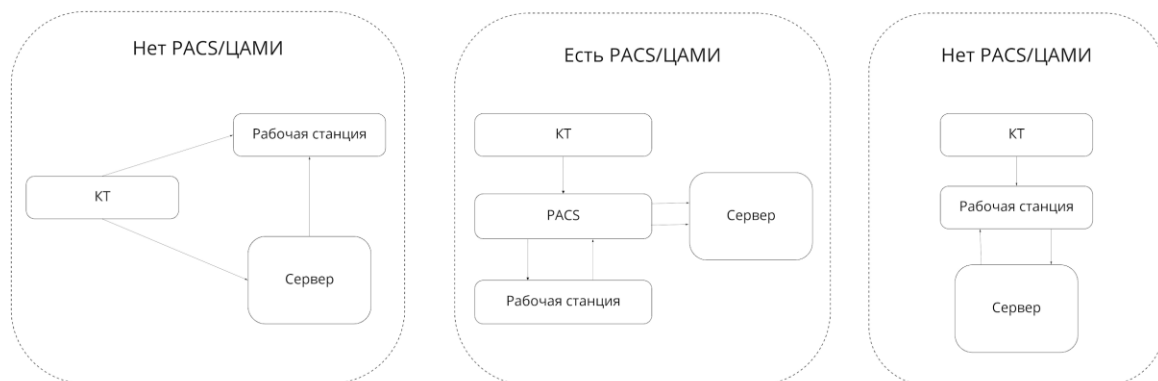 Нет PACS/ЦАМИ
Рабочая станция
КТ
Сервер
Есть PACS/ЦАМИ
КТ
PACS
Сервер
Рабочая станция
Нет PACS/ЦАМИ
КТ
Рабочая станция
Сервер